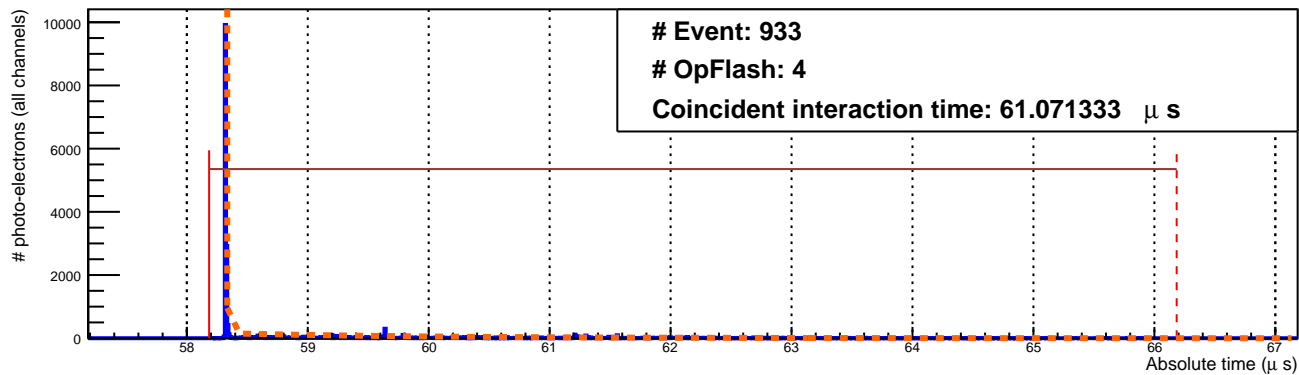 # Event: 933
# OpFlash: 4
Coincident interaction time: 61.071333 μ s
# photo-electrons (all channels)
10000
8000
6000
4000
2000
0
58 59 60 61 62 63 64 65 66 67
Absolute time (μ s)